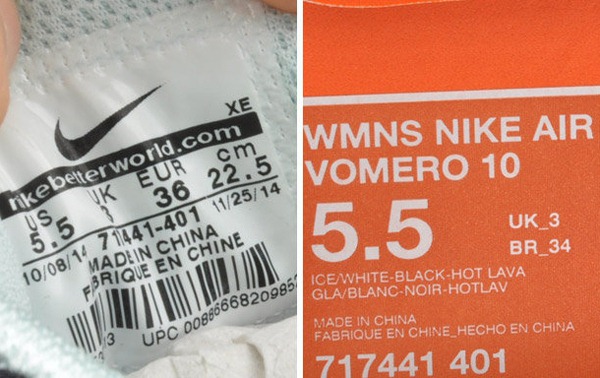 XE
nikebetterworld.com
US UK EUR cm
5.5 3 36 22.5
10/08/14 717441-401 11/25/14
MADE IN CHINA
FABRIQUE EN CHINE
UPC
WMNS NIKE AIR
VOMERO 10
5.5
UK_3
BR_34
ICE/WHITE-BLACK-HOT LAVA
GLA/BLANC-NOIR-HOTLAV
MADE IN CHINA
FABRIQUE EN CHINE_HECHO EN CHINA
717441 401